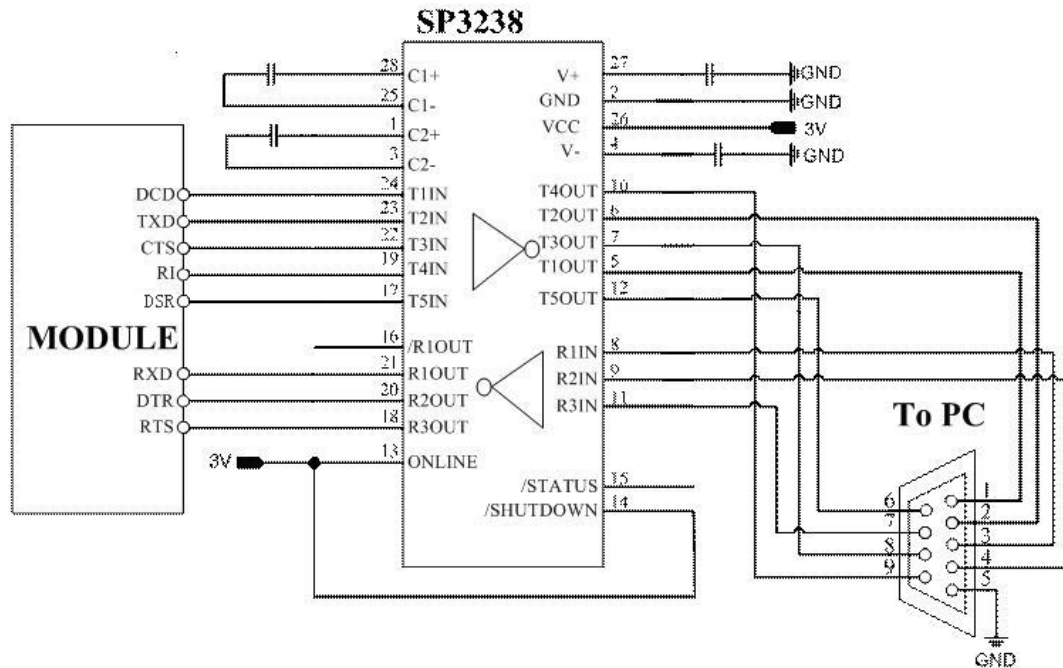 SP3238
28
C1+
25
C1-
1
C2+
3
C2-
24
T1IN
23
T2IN
22
T3IN
19
T4IN
17
T5IN
16
/R1OUT
21
R1OUT
20
R2OUT
18
R3OUT
13
ONLINE
V+
27
GND
GND
2
GND
VCC
26
3V
V-
4
GND
T4OUT
10
T2OUT
6
T3OUT
7
T1OUT
5
T5OUT
12
R1IN
8
R2IN
9
R3IN
11
/STATUS
15
/SHUTDOWN
14
DCD
TXD
CTS
RI
DSR
MODULE
RXD
DTR
RTS
3V
To PC
6
7
8
9
1
2
3
4
5
GND